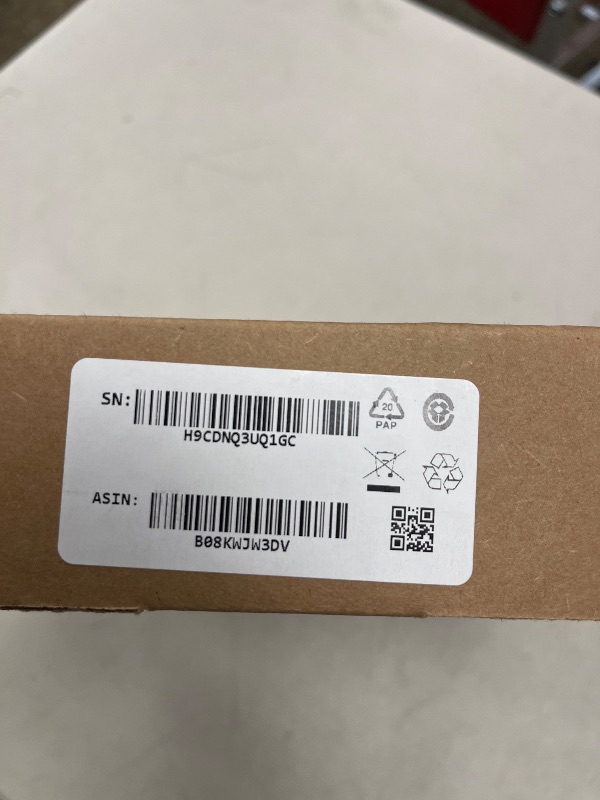 SN:
H9CDNQ3UQ1GC
20
PAP
ASIN:
B08KWJW3DV